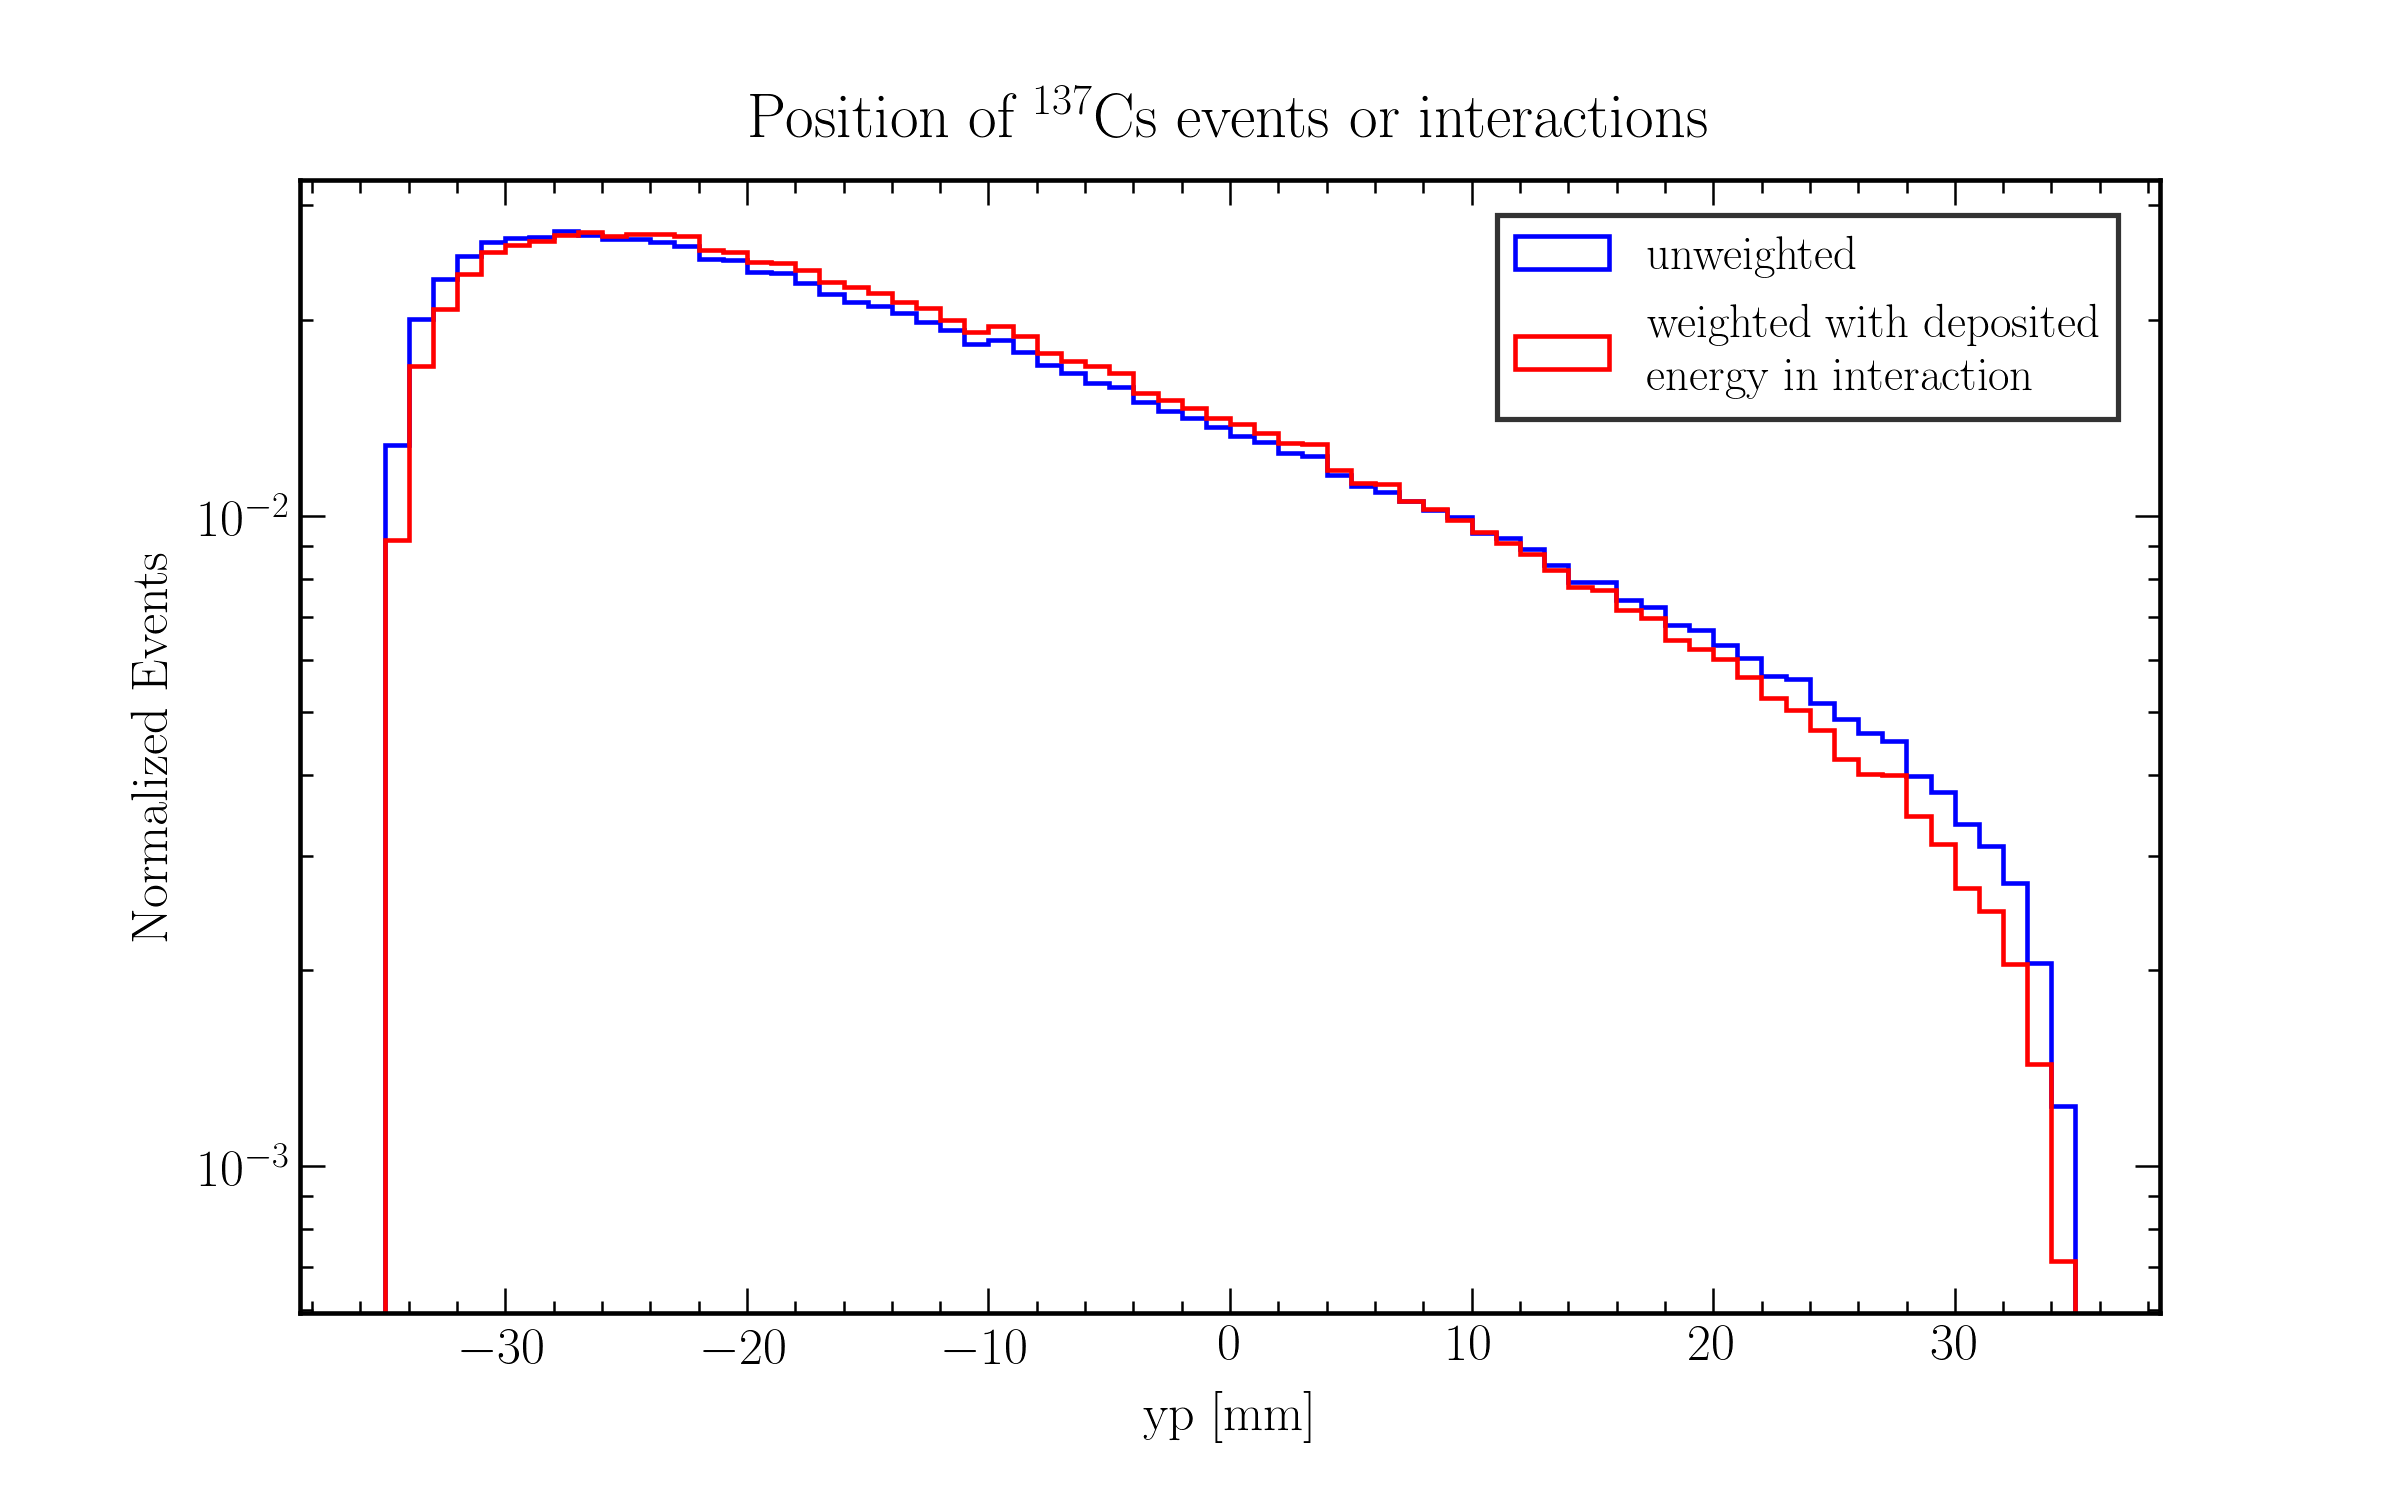 Position of ¹³⁷Cs events or interactions
unweighted
weighted with deposited
energy in interaction
Normalized Events
10⁻²
10⁻³
−30 −20 −10 0 10 20 30
yp [mm]